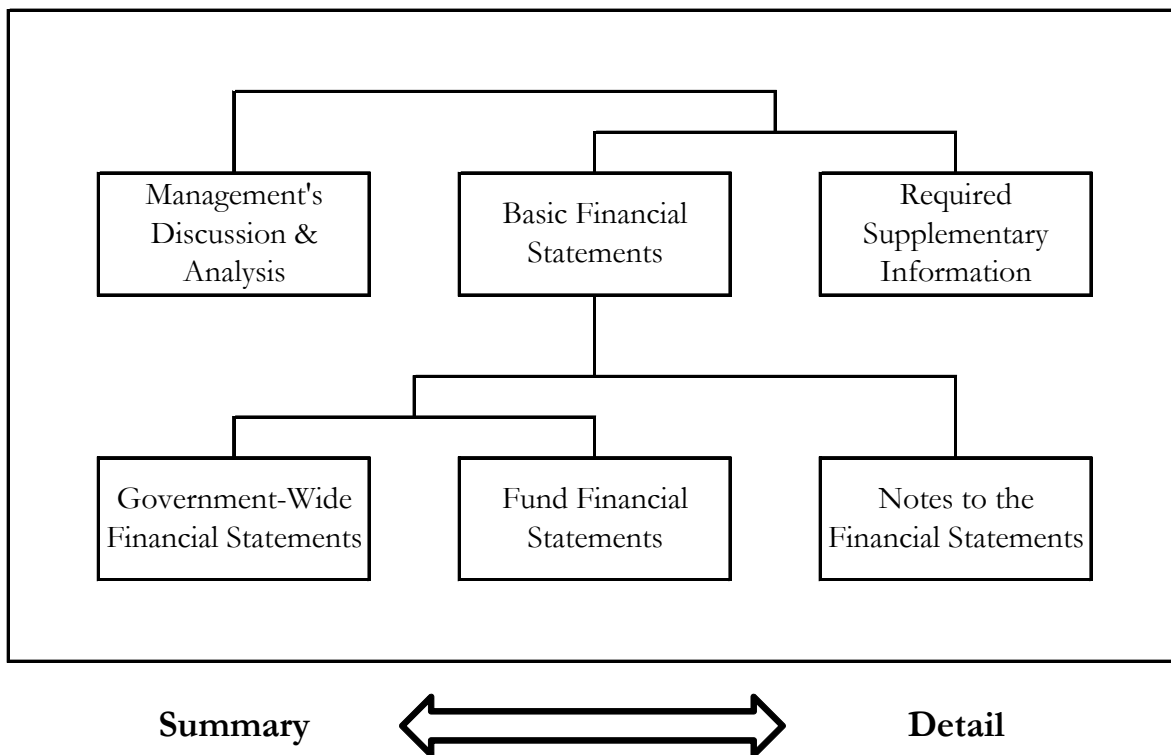 Management's
Discussion &
Analysis
Basic Financial
Statements
Required
Supplementary
Information
Government-Wide
Financial Statements
Fund Financial
Statements
Notes to the
Financial Statements
Summary
Detail